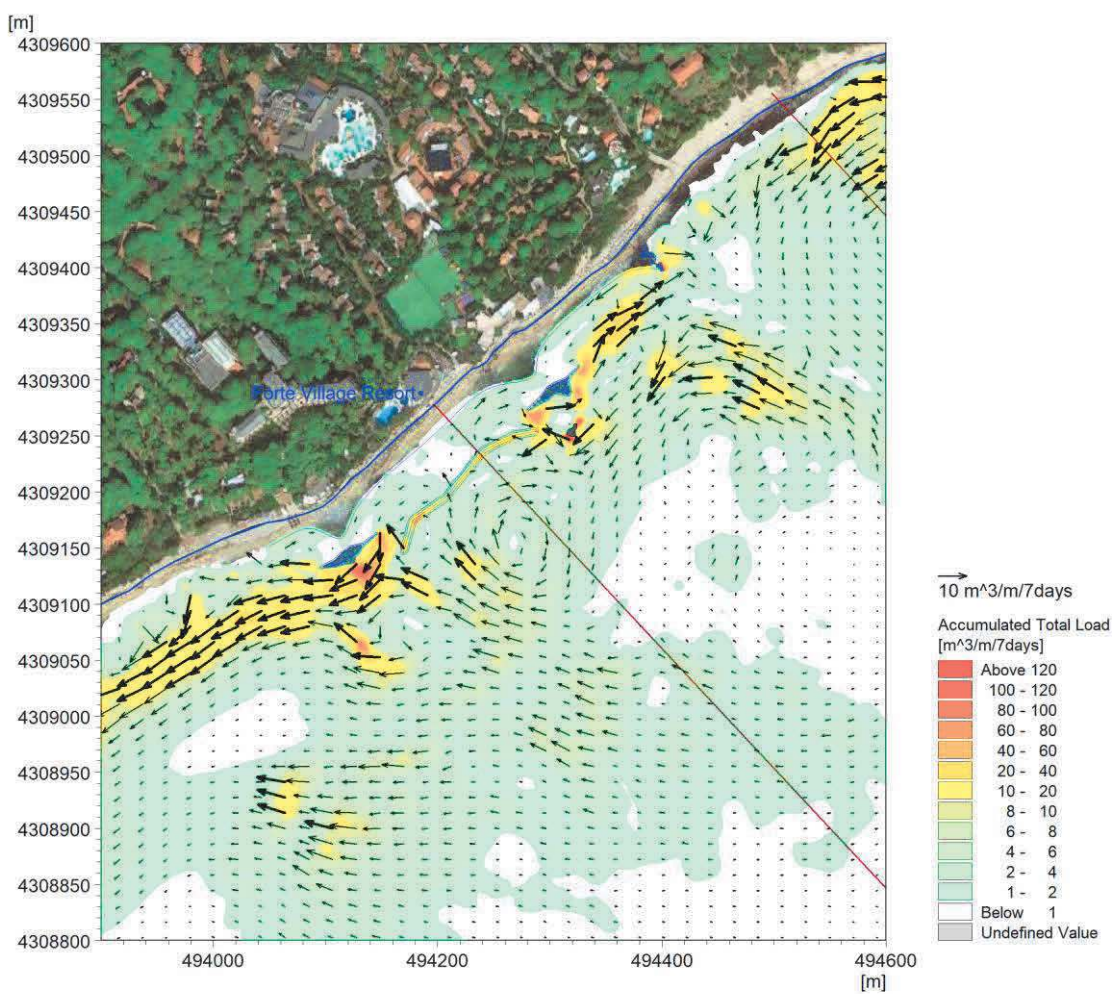 [m]
4309600
4309550
4309500
4309450
4309400
4309350
4309300
4309250
4309200
4309150
4309100
4309050
4309000
4308950
4308900
4308850
4308800
Forte Village Resort
494000 494200 494400 494600
[m]
10 m^3/m/7days
Accumulated Total Load
[m^3/m/7days]
Above 120
100 - 120
80 - 100
60 - 80
40 - 60
20 - 40
10 - 20
8 - 10
6 - 8
4 - 6
2 - 4
1 - 2
Below 1
Undefined Value